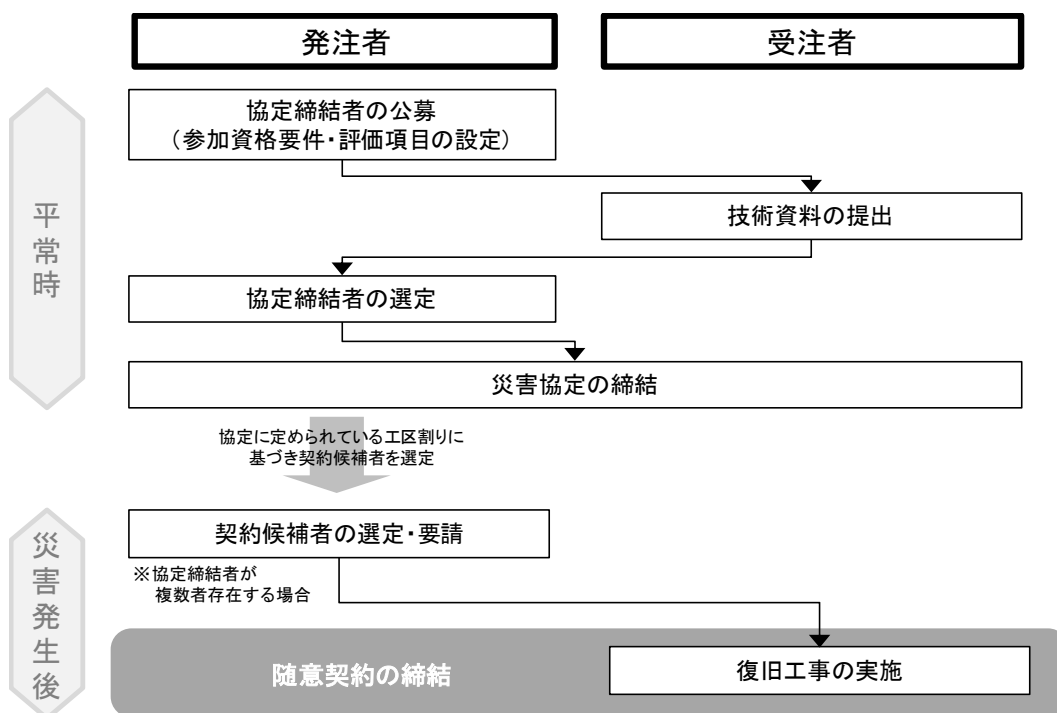 発注者
受注者
平常時
協定締結者の公募
（参加資格要件・評価項目の設定）
技術資料の提出
協定締結者の選定
災害協定の締結
協定に定められている工区割りに
基づき契約候補者を選定
災害発生後
契約候補者の選定・要請
※協定締結者が
複数者存在する場合
随意契約の締結
復旧工事の実施